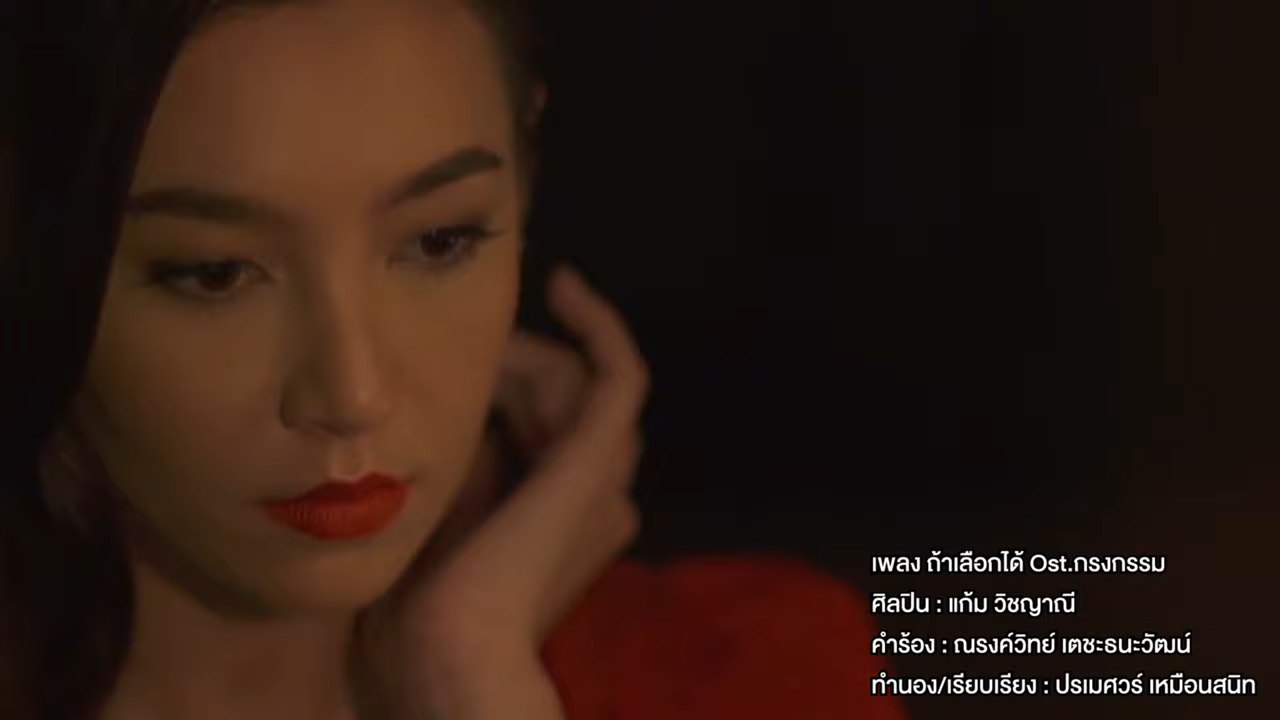 เพลง ถ้าเลือกได้ Ost.กรงกรรม
ศิลปิน : แก้ม วิชญาณี
คำร้อง : ณรงค์วิทย์ เตชะธนะวัฒน์
ทำนอง/เรียบเรียง : ปรเมศวร์ เหมือนสนิท